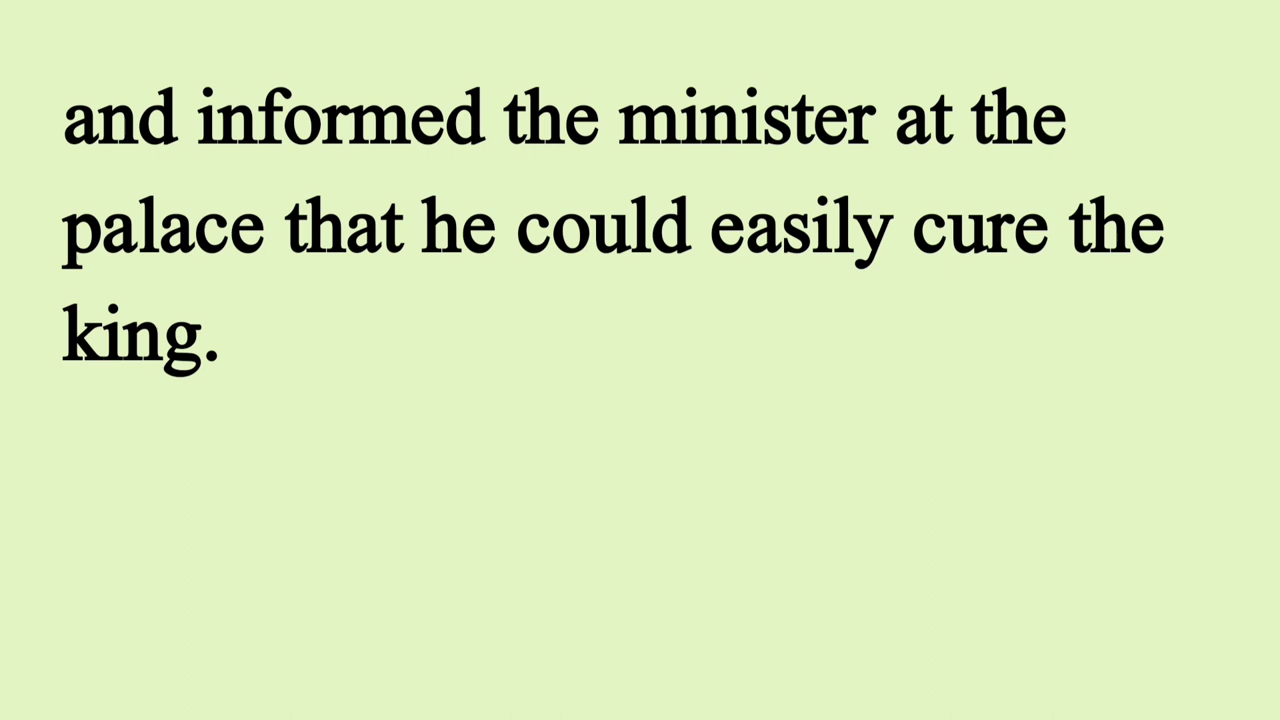 and informed the minister at the
palace that he could easily cure the
king.